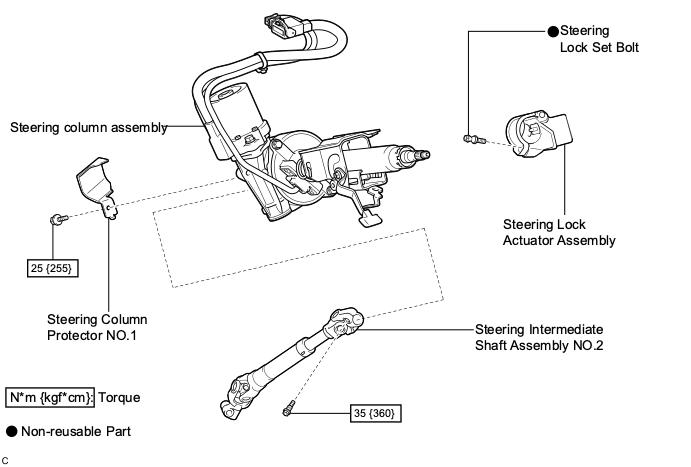 ● Steering
Lock Set Bolt
Steering column assembly
Steering Lock
Actuator Assembly
25 {255}
Steering Column
Protector NO.1
Steering Intermediate
Shaft Assembly NO.2
N*m {kgf*cm}: Torque
35 {360}
● Non-reusable Part
C